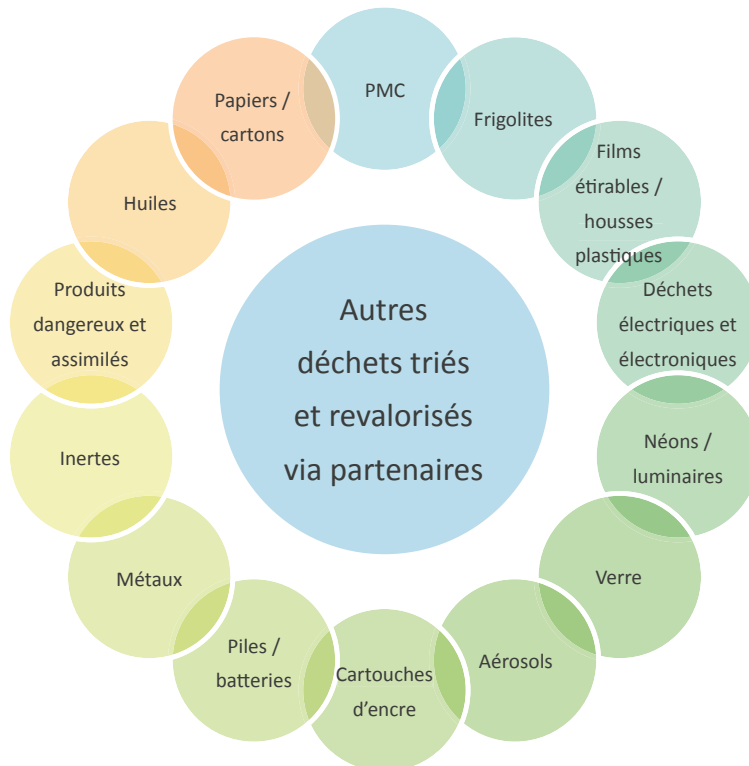 PMC
Frigolites
Films
étirables /
housses
plastiques
Déchets
électriques et
électroniques
Néons /
luminaires
Verre
Aérosols
Cartouches
d’encre
Piles /
batteries
Métaux
Inertes
Produits
dangereux et
assimilés
Huiles
Papiers /
cartons
Autres
déchets triés
et revalorisés
via partenaires